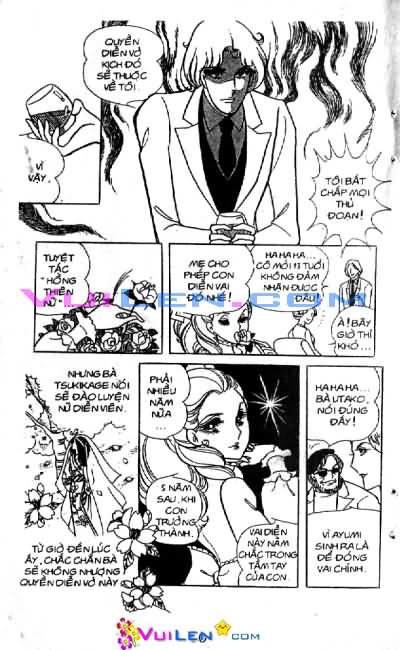 QUYỀN
DIỄN VỞ
KỊCH ĐÓ
SẼ THUỘC
VỀ TÔI.
VÌ
VẬY,
TÔI BẤT
CHẤP MỌI
THỦ
ĐOẠN!
TUYỆT
TÁC
"HỒNG
THIÊN
NỮ"
MẸ CHO
PHÉP CON
DIỄN VAI
ĐÓ NHÉ!
HA HA HA...
CÔ MỚI 13 TUỔI
KHÔNG ĐẢM
NHẬN ĐƯỢC
ĐÂU!
À! BÂY
GIỜ THÌ
KHÓ...
VUILEN.COM
NHƯNG BÀ
TSUKIKAGE NÓI
SẼ ĐÀO LUYỆN
NỮ DIỄN VIÊN.
TỪ GIỜ ĐẾN LÚC
ẤY, CHẮC CHẮN BÀ
SẼ KHÔNG NHƯỢNG
QUYỀN DIỄN VỞ NÀY
PHẢI
NHIỀU
NĂM
NỮA
...
5 NĂM
SAU, KHI
CON
TRƯỞNG
THÀNH.
VAI DIỄN
NÀY NẰM
CHẮC TRONG
TẦM TAY
CỦA CON.
HA HA HA...
BÀ UTAKO,
NÓI ĐÚNG
ĐẤY!
VÌ AYUMI
SINH RA LÀ
ĐỂ ĐÓNG
VAI CHÍNH.
VUILEN.COM